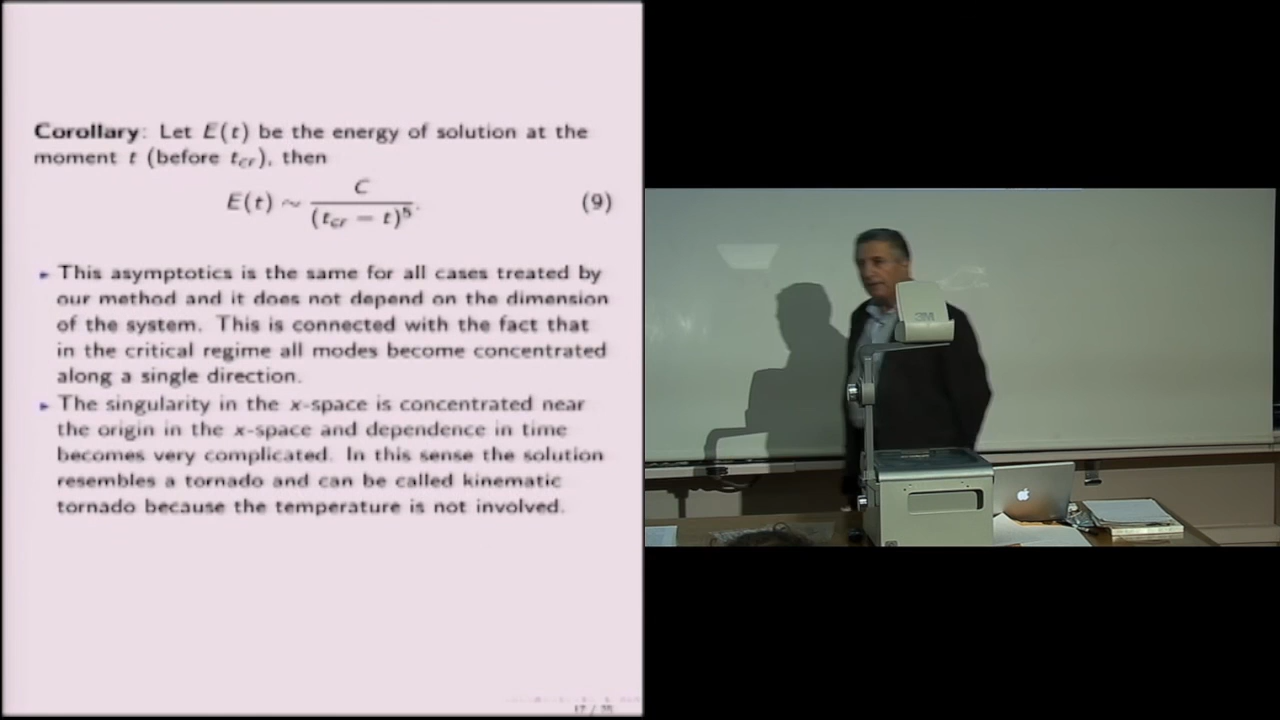 Corollary: Let E(t) be the energy of solution at the
moment t (before t_cr), then
E(t) ∼ C / (t_cr − t)^5. (9)
▸ This asymptotics is the same for all cases treated by
our method and it does not depend on the dimension
of the system. This is connected with the fact that
in the critical regime all modes become concentrated
along a single direction.
▸ The singularity in the x-space is concentrated near
the origin in the x-space and dependence in time
becomes very complicated. In this sense the solution
resembles a tornado and can be called kinematic
tornado because the temperature is not involved.
3M